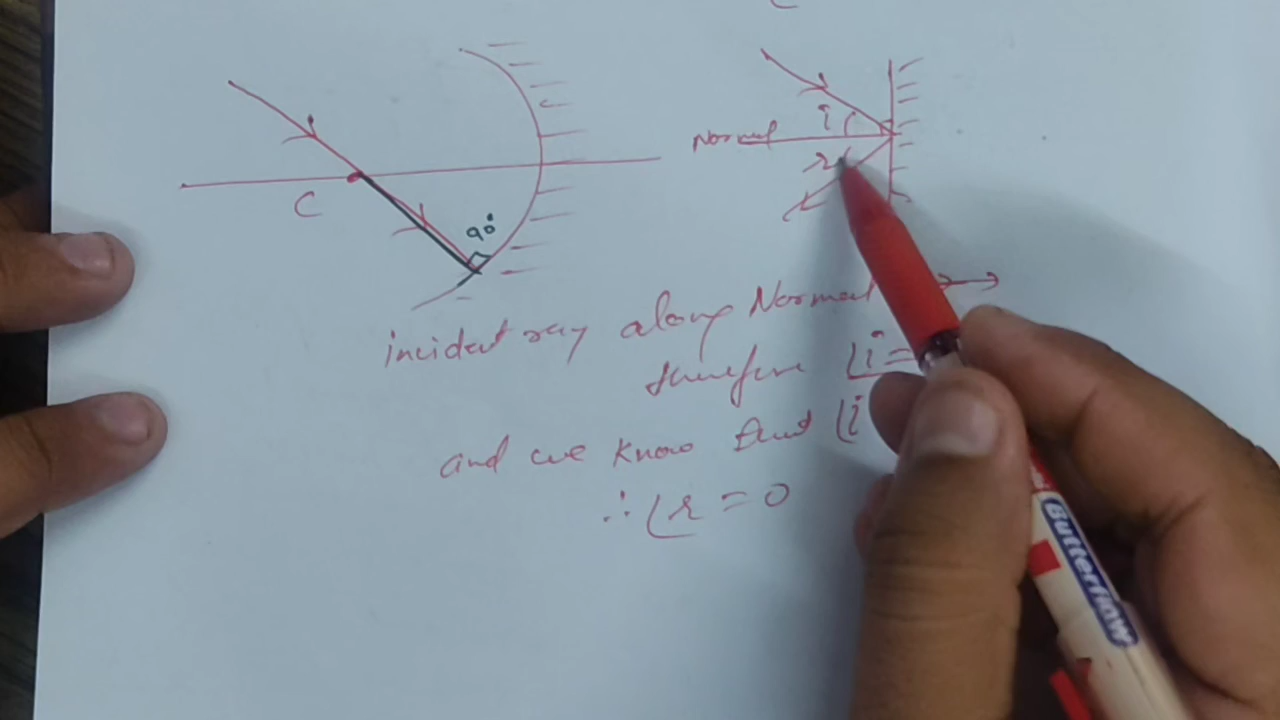 C
90°
Normal
i
r
incident ray along Normal
therefore ∠i=
and we know that ∠i
∴ ∠r = 0
Butterflow